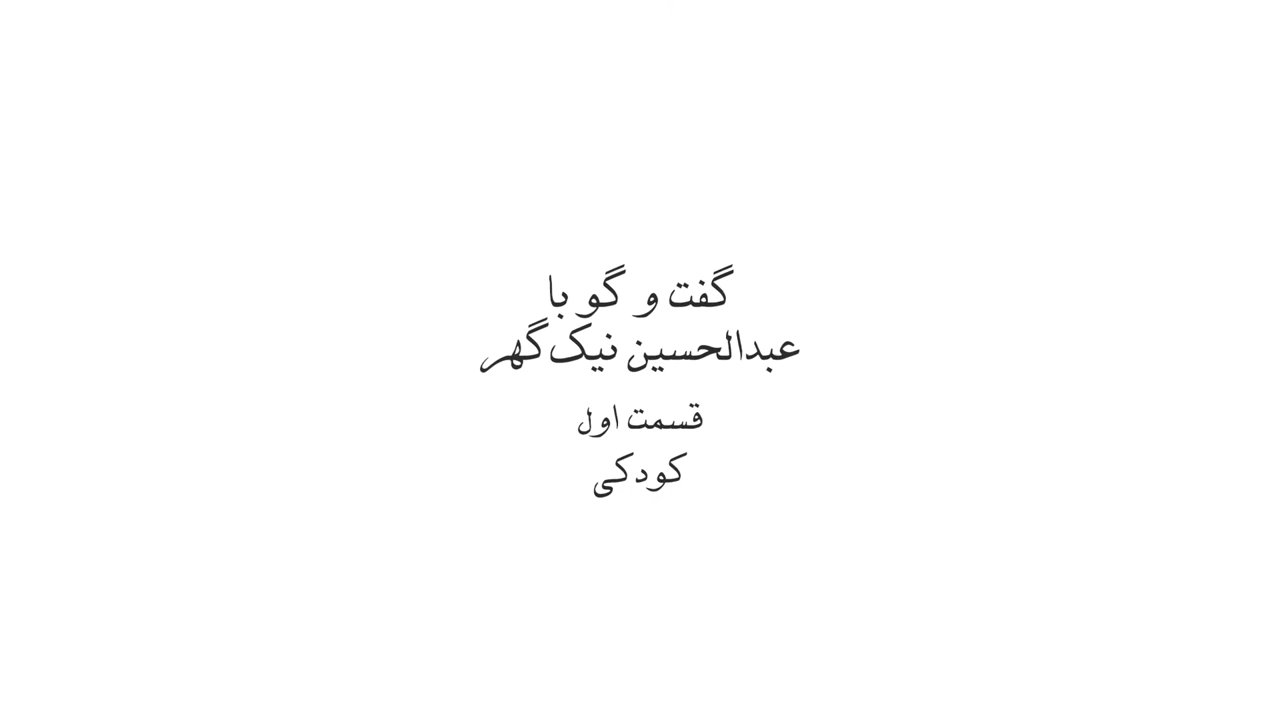 گفت و گو با
عبدالحسین نیک‌گهر
قسمت اول
کودکی